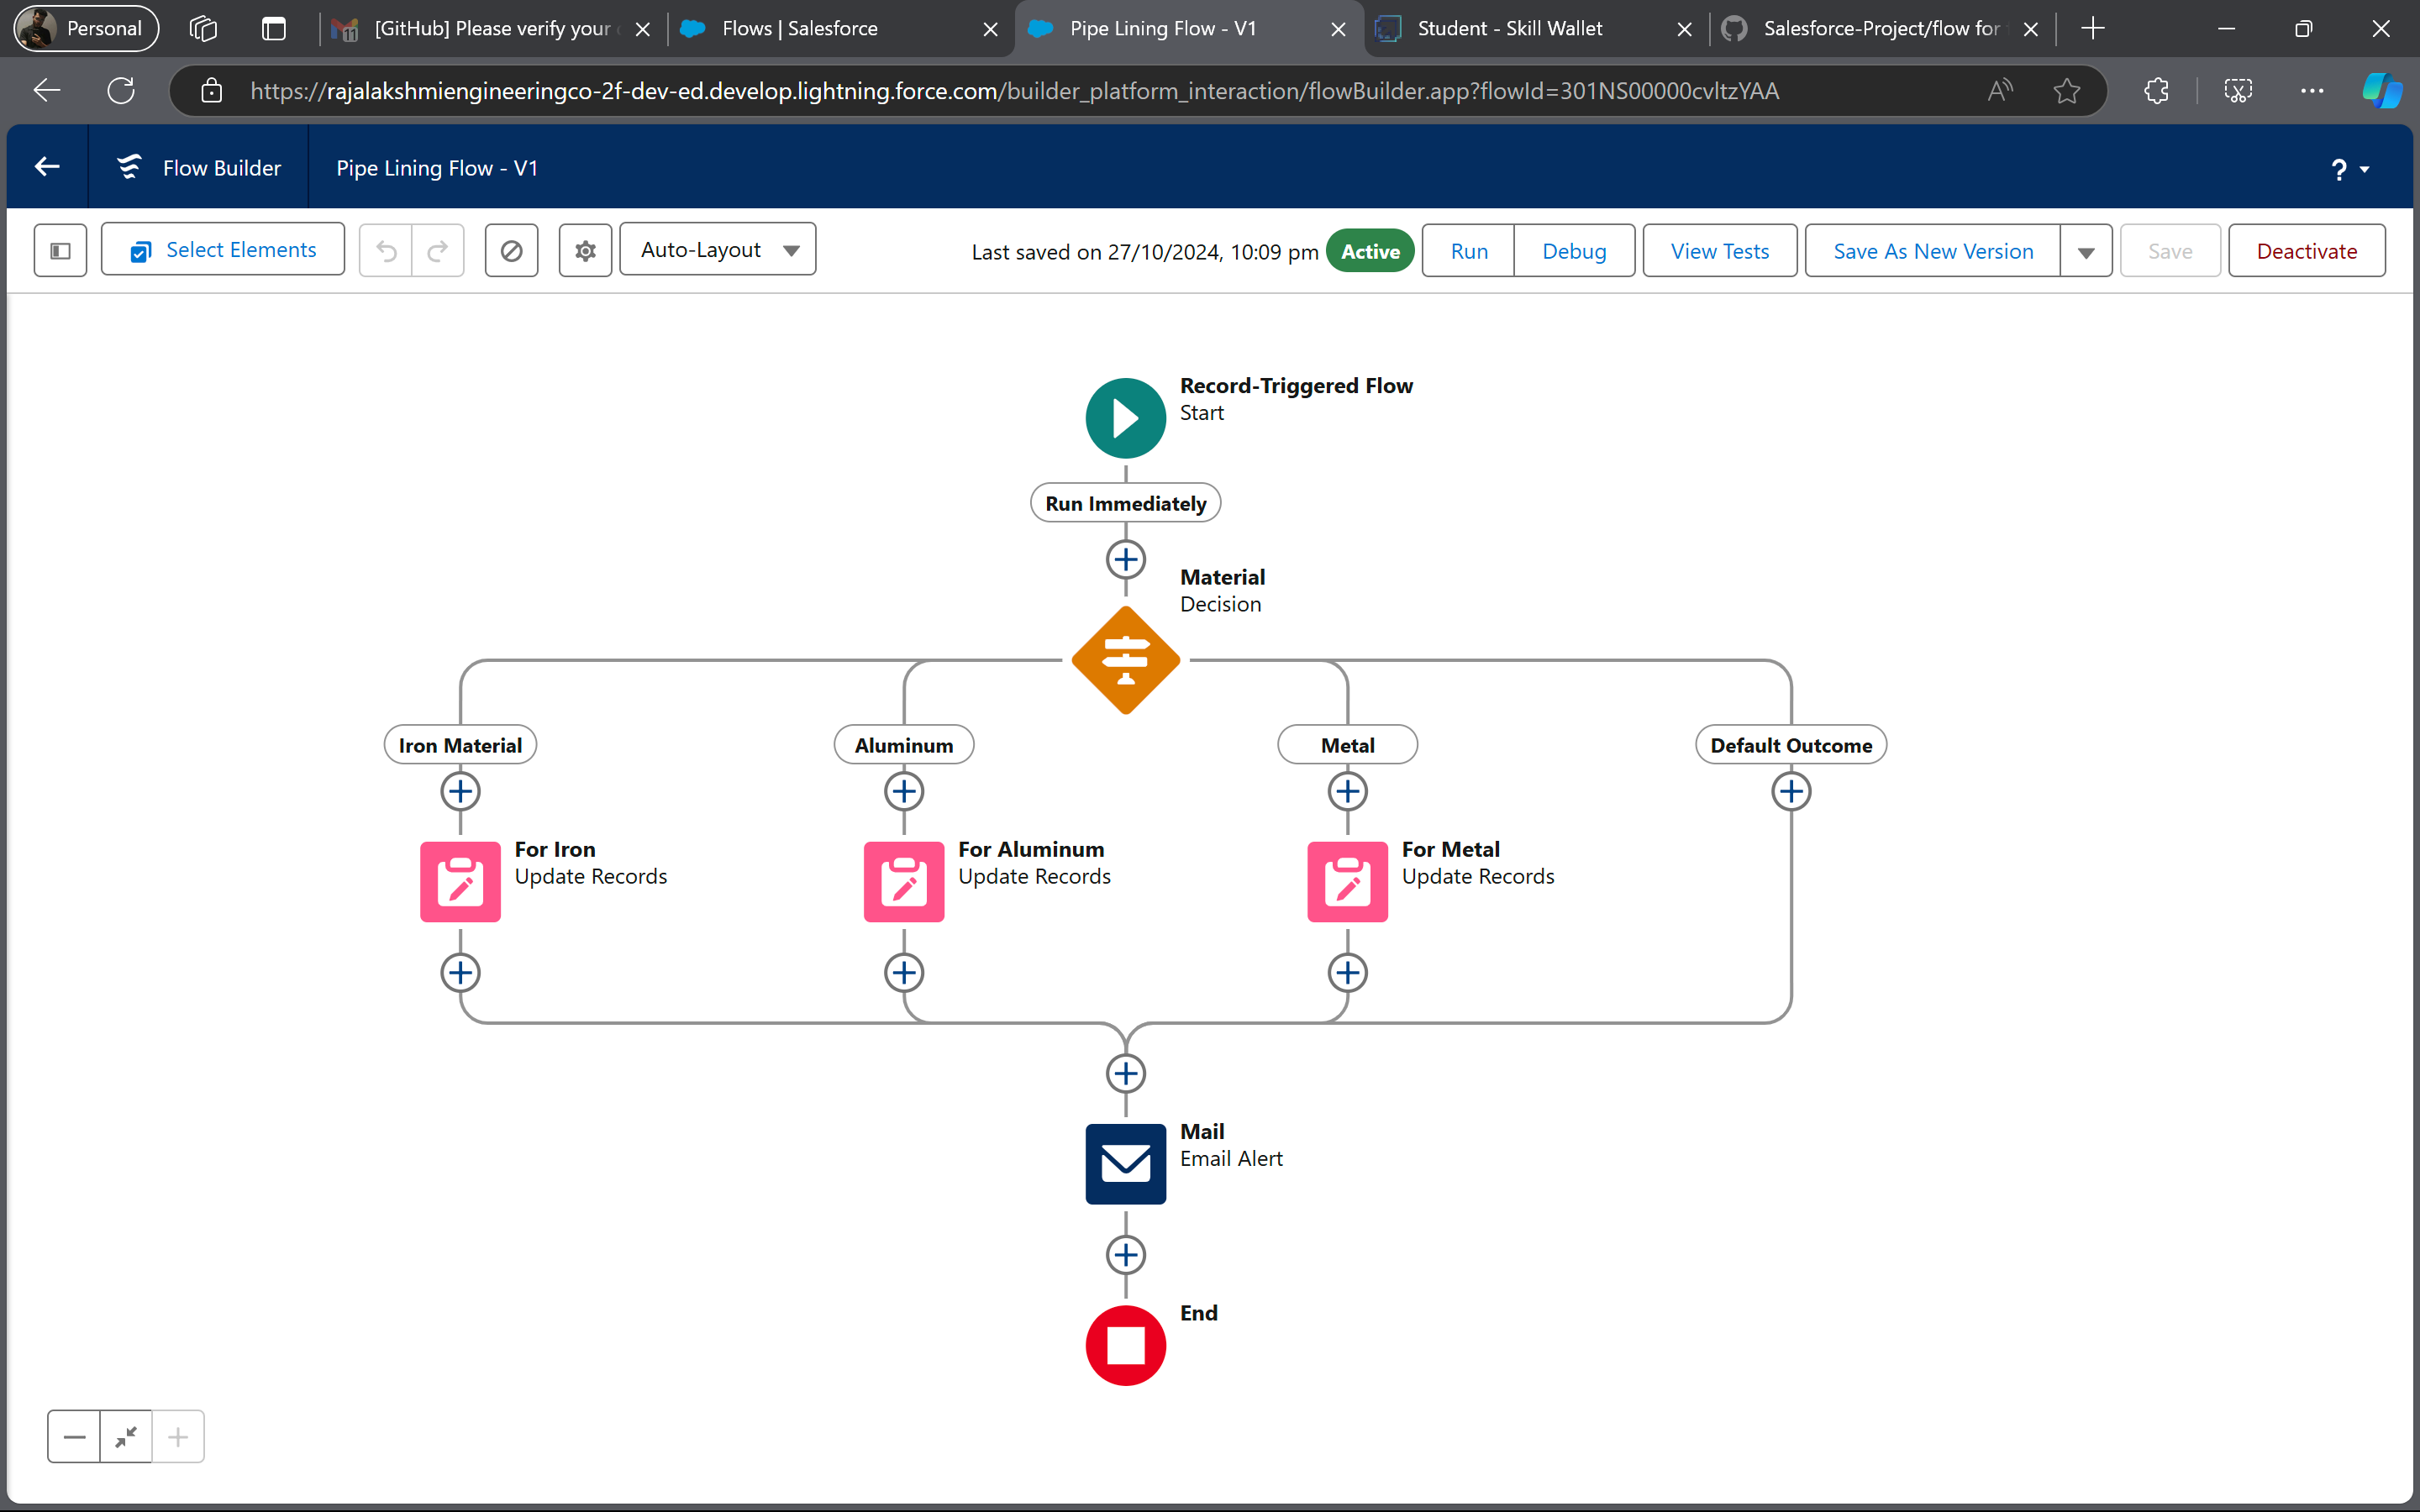 Personal
11
[GitHub] Please verify your
Flows | Salesforce
Pipe Lining Flow - V1
Student - Skill Wallet
Salesforce-Project/flow for
https://rajalakshmiengineeringco-2f-dev-ed.develop.lightning.force.com/builder_platform_interaction/flowBuilder.app?flowId=301NS00000cvltzYAA
Flow Builder
Pipe Lining Flow - V1
?
Select Elements
Auto-Layout
Last saved on 27/10/2024, 10:09 pm
Active
Run
Debug
View Tests
Save As New Version
Save
Deactivate
Record-Triggered Flow
Start
Run Immediately
Material
Decision
Iron Material
Aluminum
Metal
Default Outcome
For Iron
Update Records
For Aluminum
Update Records
For Metal
Update Records
Mail
Email Alert
End